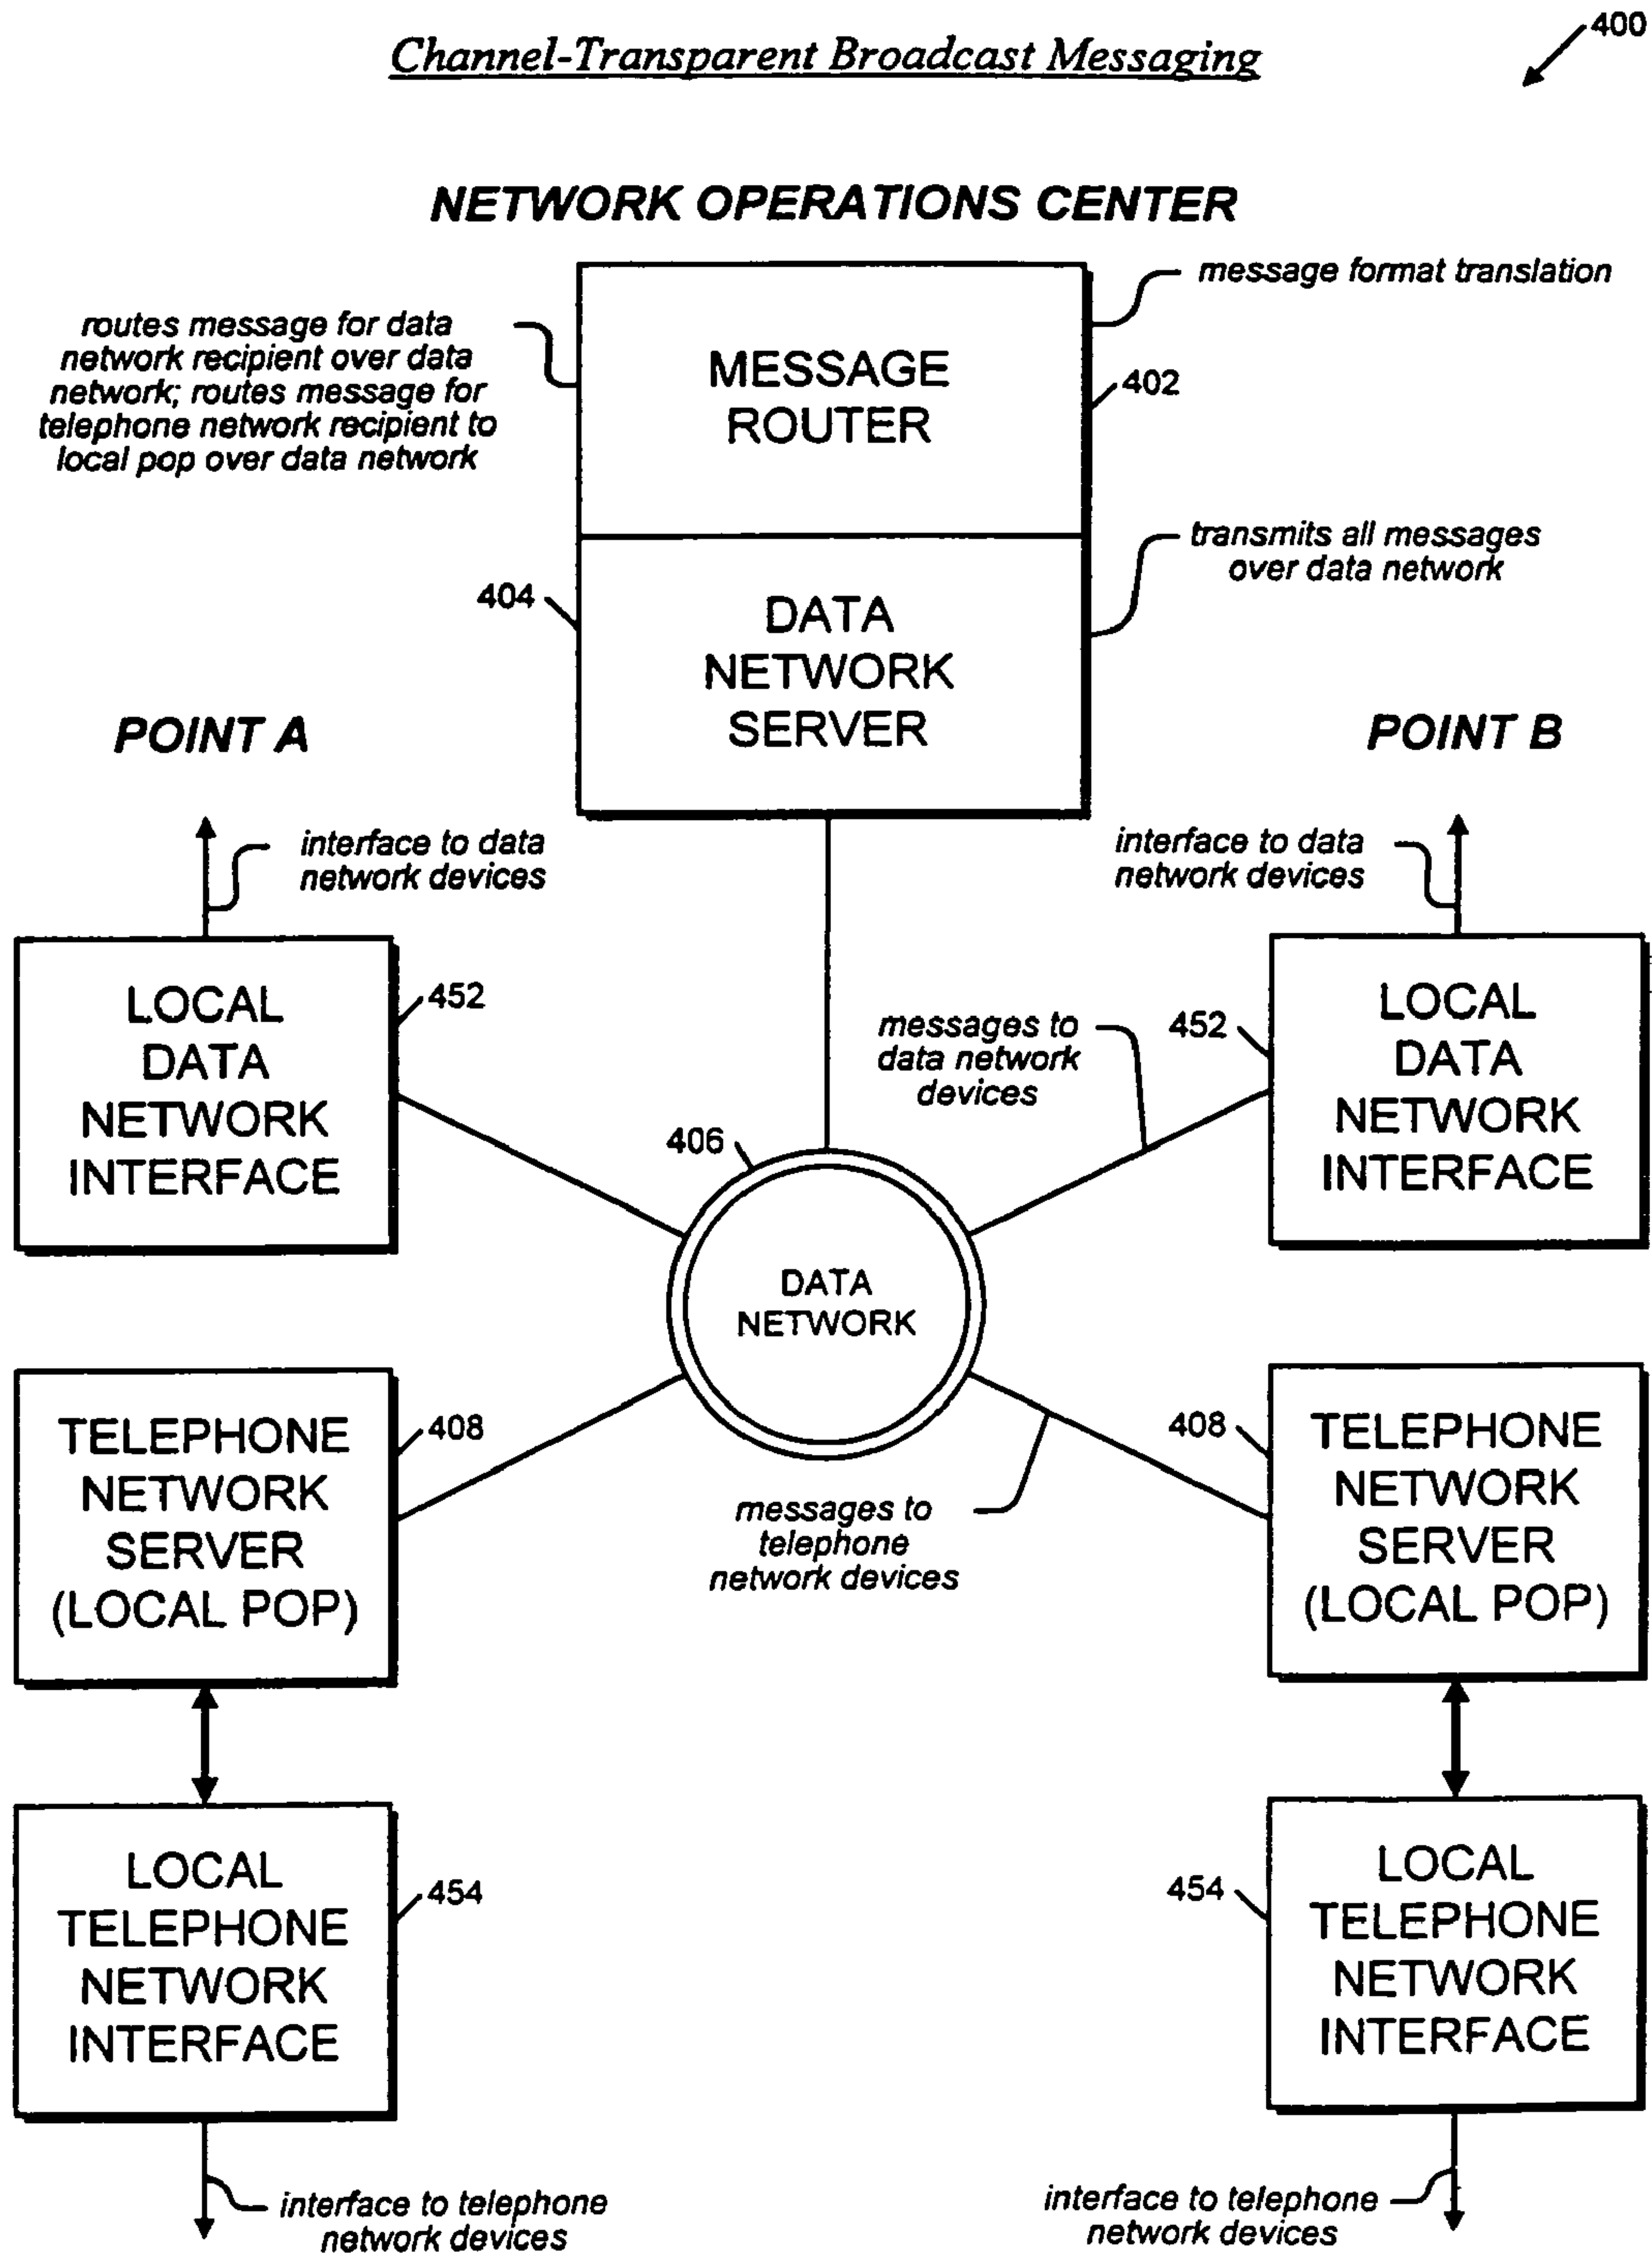 Channel-Transparent Broadcast Messaging
400
NETWORK OPERATIONS CENTER
message format translation
routes message for data
network recipient over data
network; routes message for
telephone network recipient to
local pop over data network
MESSAGE
ROUTER
402
transmits all messages
over data network
404
DATA
NETWORK
SERVER
POINT A
POINT B
interface to data
network devices
interface to data
network devices
LOCAL
DATA
NETWORK
INTERFACE
452
messages to
data network
devices
452
LOCAL
DATA
NETWORK
INTERFACE
406
DATA
NETWORK
TELEPHONE
NETWORK
SERVER
(LOCAL POP)
408
messages to
telephone
network devices
408
TELEPHONE
NETWORK
SERVER
(LOCAL POP)
LOCAL
TELEPHONE
NETWORK
INTERFACE
454
454
LOCAL
TELEPHONE
NETWORK
INTERFACE
interface to telephone
network devices
interface to telephone
network devices